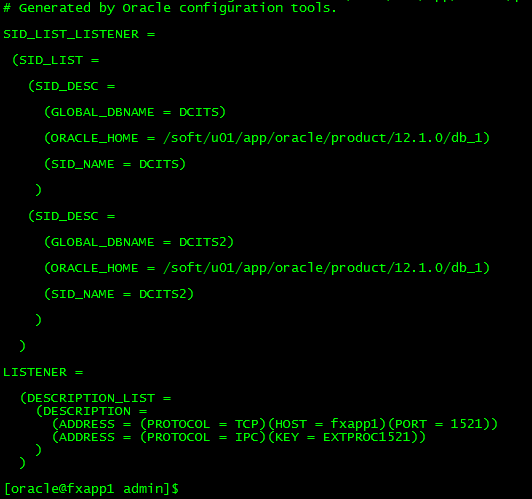 # Generated by Oracle configuration tools.
SID_LIST_LISTENER =
(SID_LIST =
(SID_DESC =
(GLOBAL_DBNAME = DCITS)
(ORACLE_HOME = /soft/u01/app/oracle/product/12.1.0/db_1)
(SID_NAME = DCITS)
)
(SID_DESC =
(GLOBAL_DBNAME = DCITS2)
(ORACLE_HOME = /soft/u01/app/oracle/product/12.1.0/db_1)
(SID_NAME = DCITS2)
)
)
LISTENER =
(DESCRIPTION_LIST =
(DESCRIPTION =
(ADDRESS = (PROTOCOL = TCP)(HOST = fxapp1)(PORT = 1521))
(ADDRESS = (PROTOCOL = IPC)(KEY = EXTPROC1521))
)
)
[oracle@fxapp1 admin]$